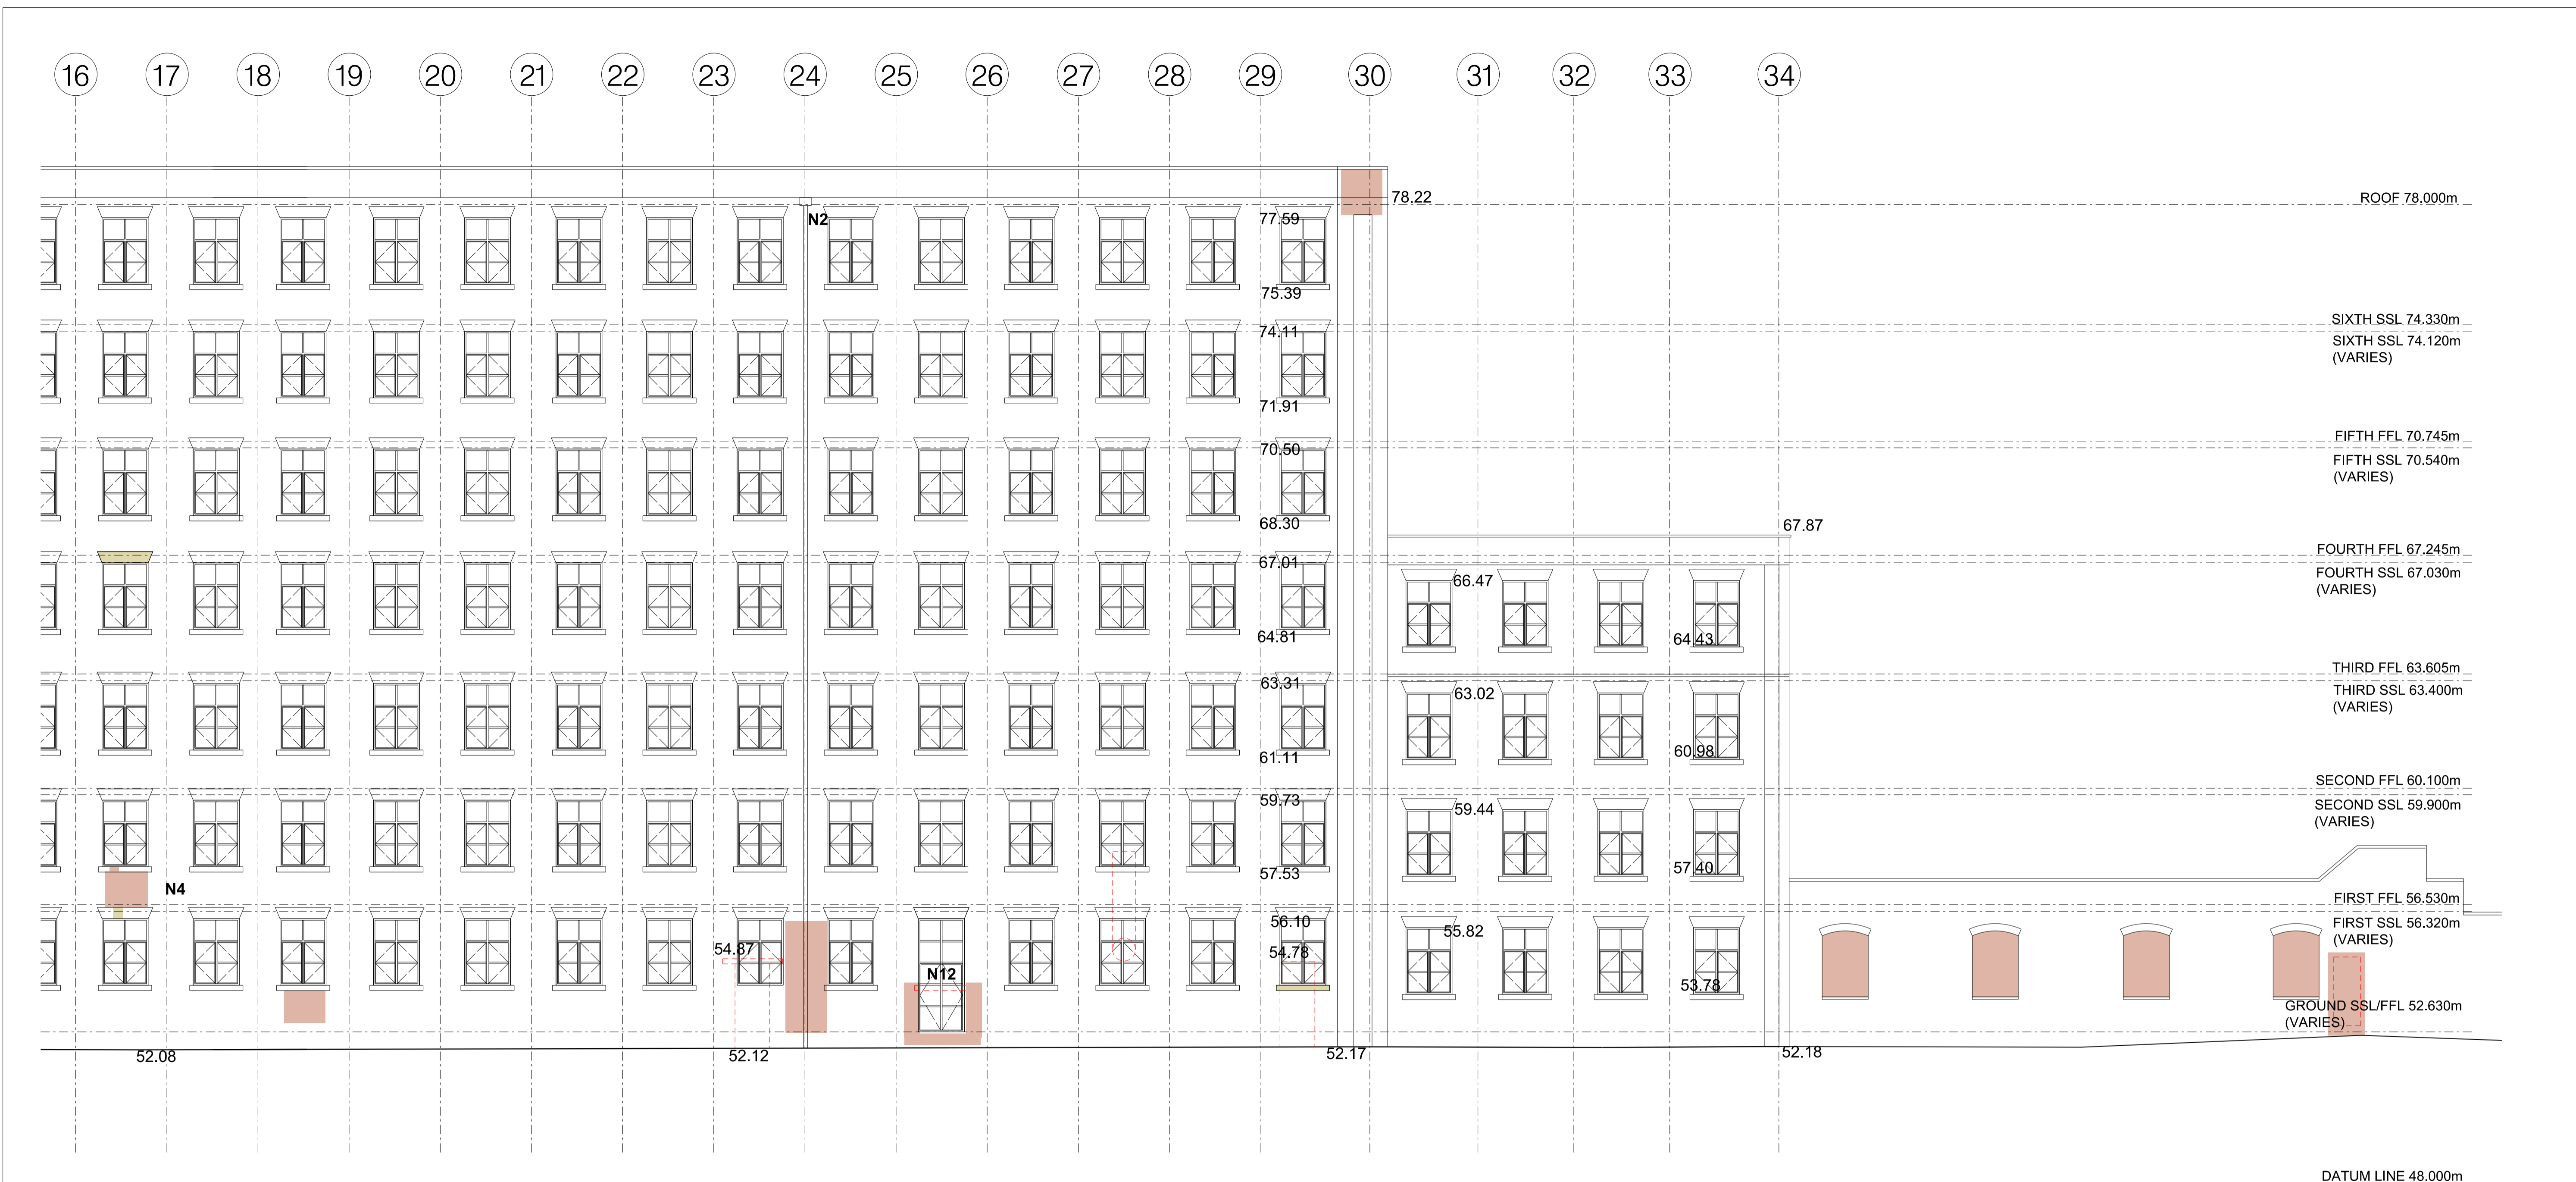 16 17 18 19 20 21 22 23 24 25 26 27 28 29 30 31 32 33 34
78.22
ROOF 78.000m
N2
77.59
75.39
SIXTH SSL 74.330m
74.11
SIXTH SSL 74.120m
(VARIES)
71.91
FIFTH FFL 70.745m
70.50
FIFTH SSL 70.540m
(VARIES)
68.30
67.87
FOURTH FFL 67.245m
67.01
FOURTH SSL 67.030m
(VARIES)
66.47
64.81
64.43
THIRD FFL 63.605m
63.31
THIRD SSL 63.400m
(VARIES)
63.02
61.11
60.98
SECOND FFL 60.100m
59.73
SECOND SSL 59.900m
(VARIES)
59.44
57.53
57.40
N4
FIRST FFL 56.530m
56.10
FIRST SSL 56.320m
(VARIES)
55.82
54.87
54.78
N12
53.78
GROUND SSL/FFL 52.630m
(VARIES)
52.08
52.12
52.17
52.18
DATUM LINE 48.000m